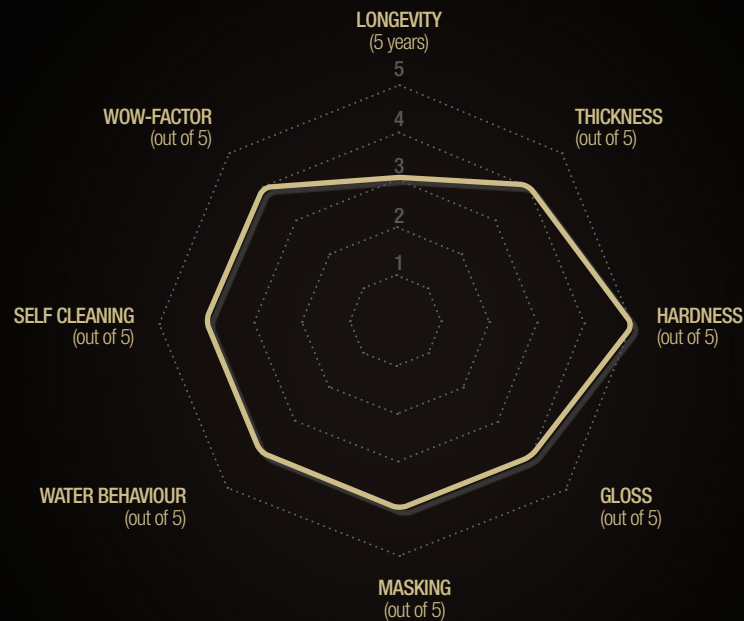 LONGEVITY
(5 years)
5
WOW-FACTOR
(out of 5)
THICKNESS
(out of 5)
4
3
2
1
SELF CLEANING
(out of 5)
HARDNESS
(out of 5)
WATER BEHAVIOUR
(out of 5)
GLOSS
(out of 5)
MASKING
(out of 5)